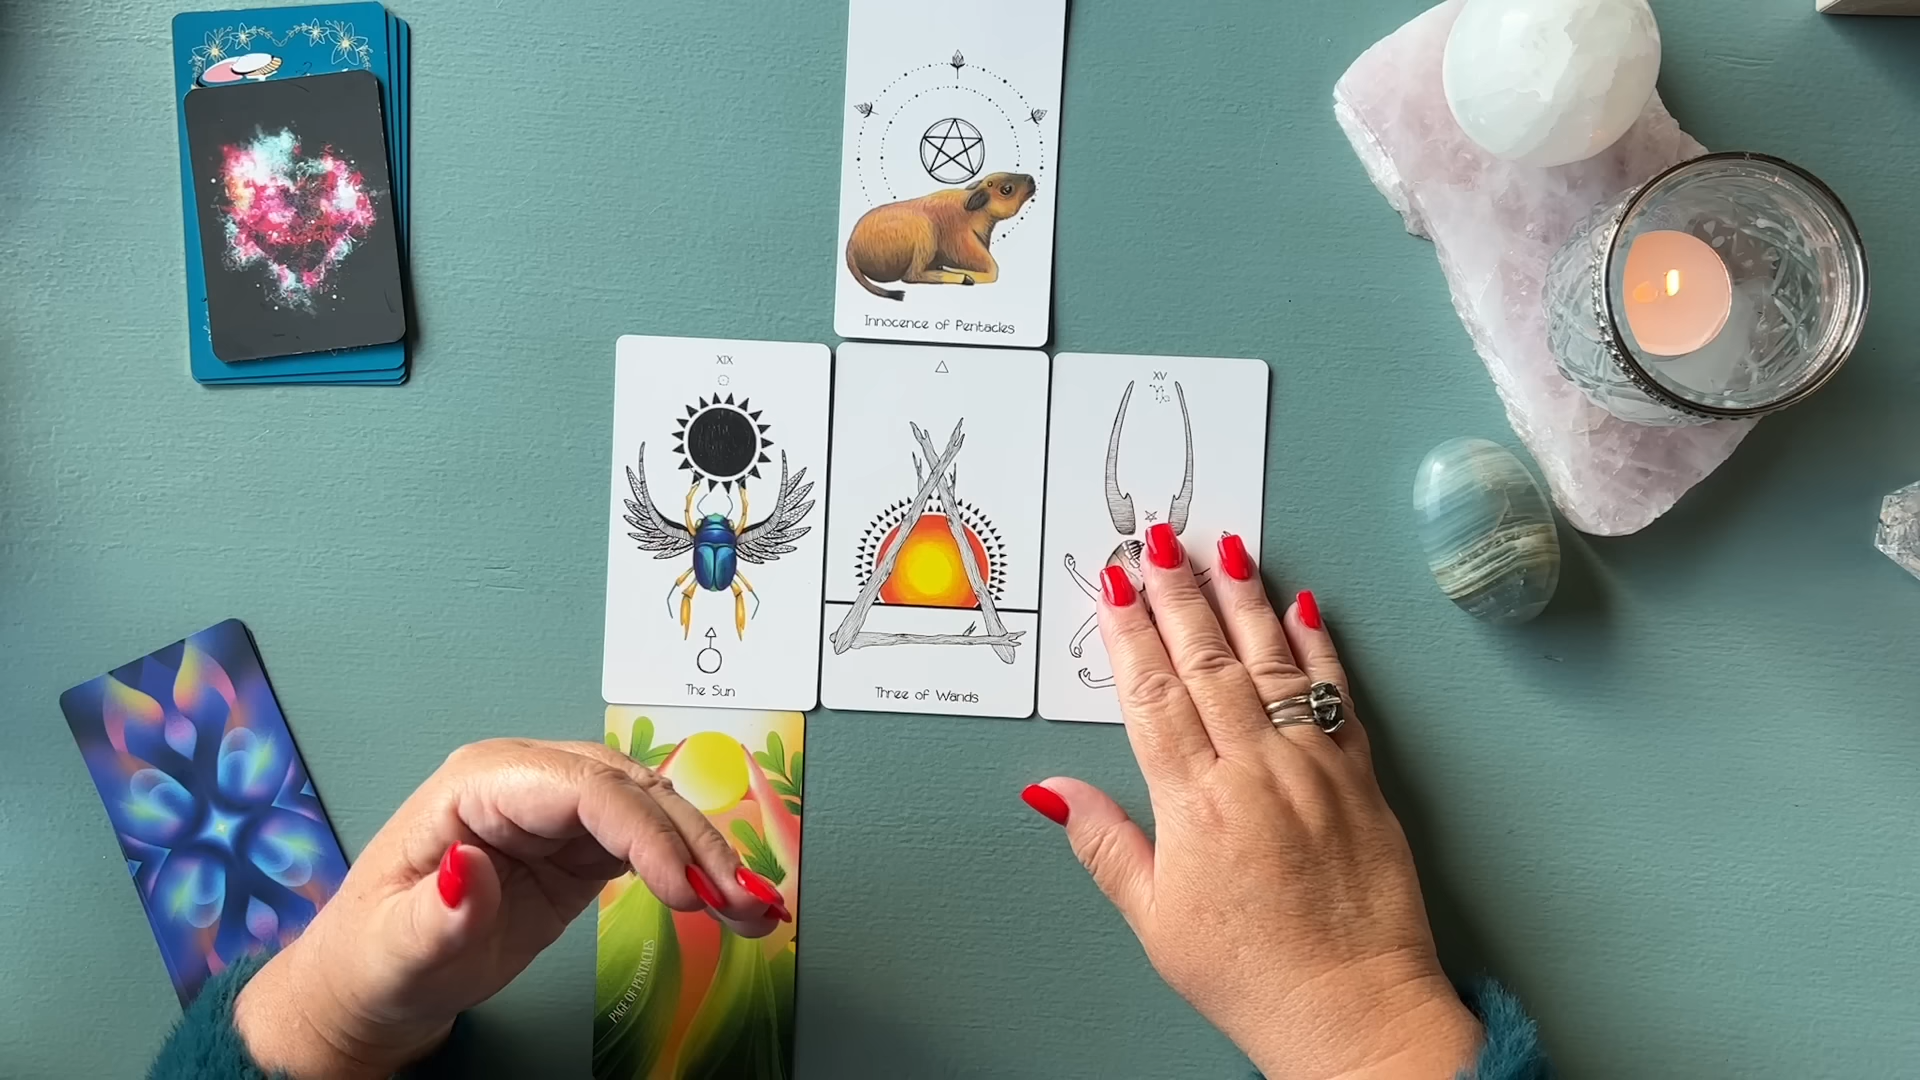 Innocence of Pentacles
XIX
The Sun
Three of Wands
XV
PAGE OF PENTACLES